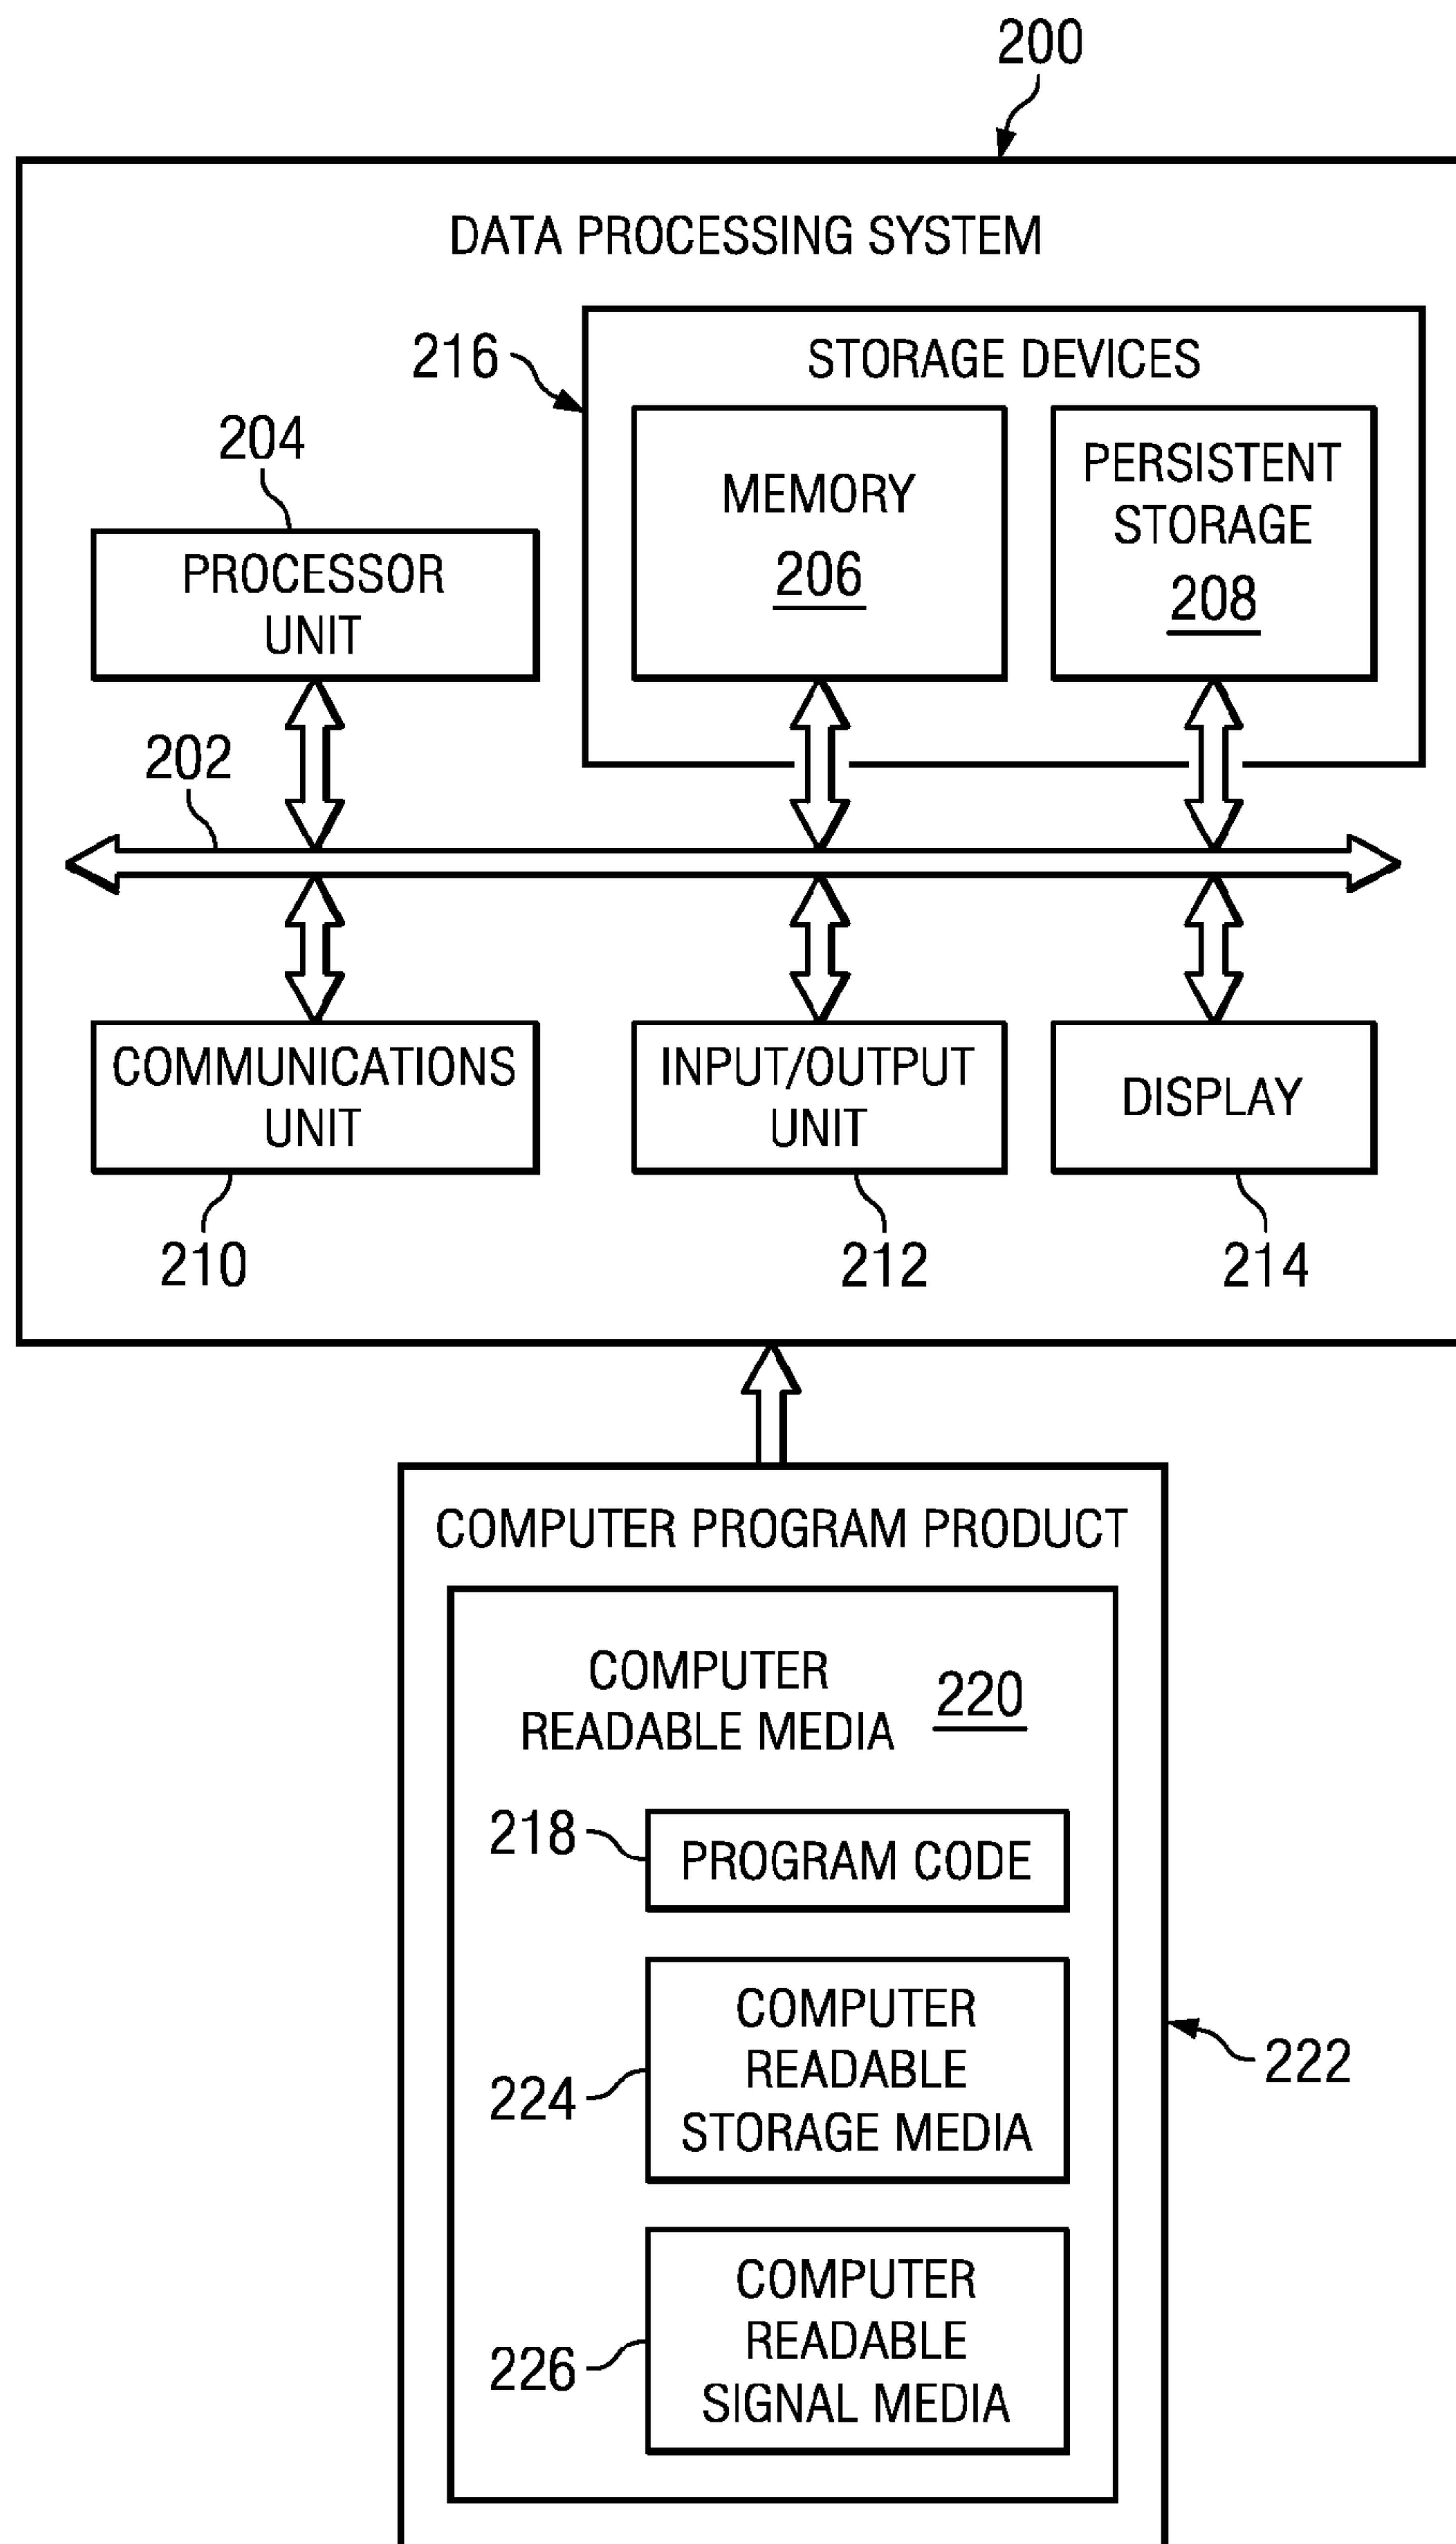 200
DATA PROCESSING SYSTEM
216
STORAGE DEVICES
204
MEMORY
206
PERSISTENT
STORAGE
208
PROCESSOR
UNIT
202
COMMUNICATIONS
UNIT
INPUT/OUTPUT
UNIT
DISPLAY
210
212
214
COMPUTER PROGRAM PRODUCT
COMPUTER
READABLE MEDIA
220
218
PROGRAM CODE
224
COMPUTER
READABLE
STORAGE MEDIA
222
226
COMPUTER
READABLE
SIGNAL MEDIA